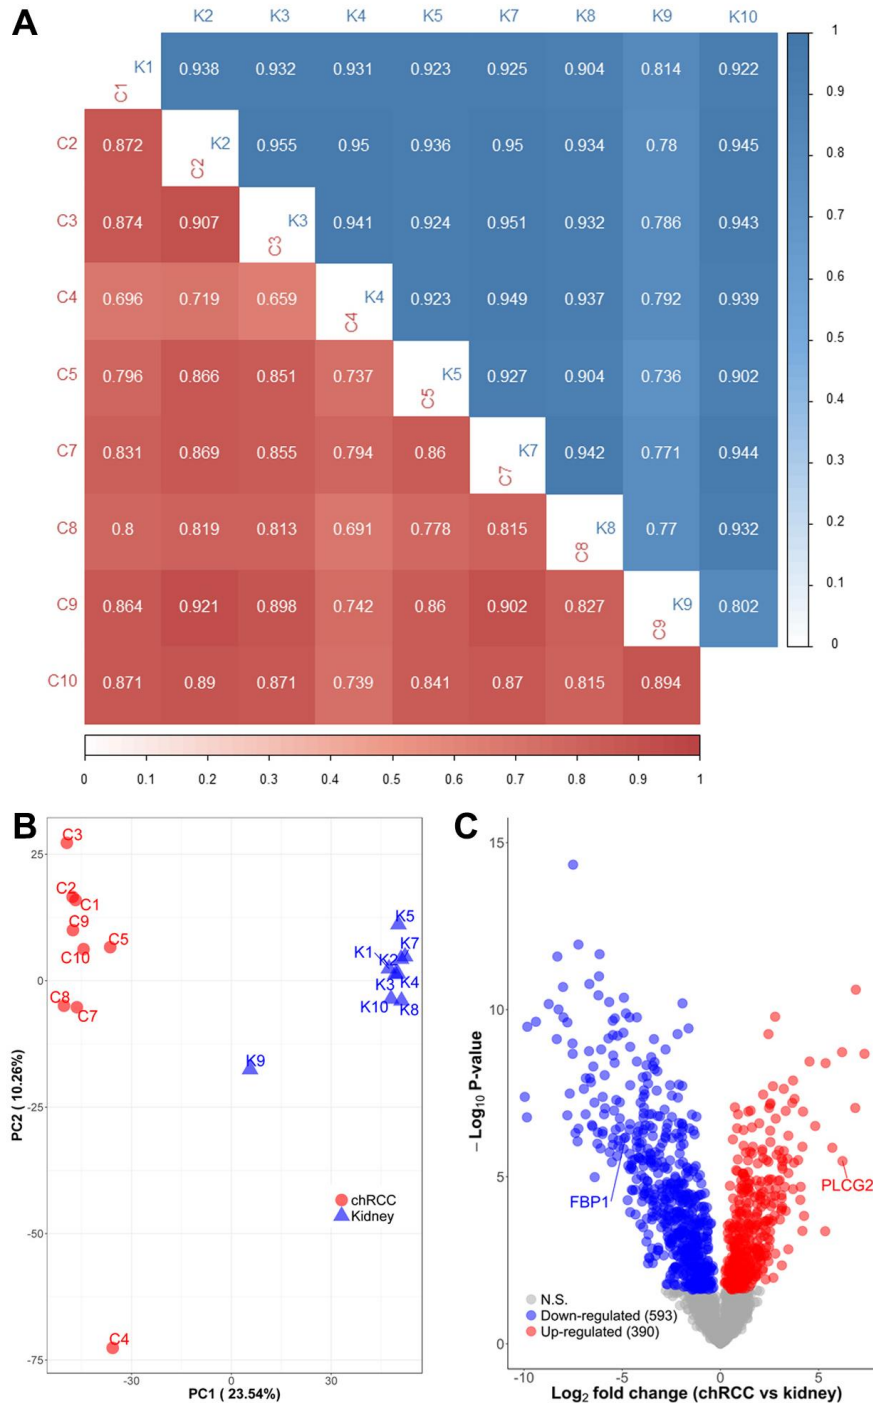 A
K2 K3 K4 K5 K7 K8 K9 K10
K1 0.938 0.932 0.931 0.923 0.925 0.904 0.814 0.922
C1
C2 0.872 K2 0.955 0.95 0.936 0.95 0.934 0.78 0.945
C2
C3 0.874 0.907 K3 0.941 0.924 0.951 0.932 0.786 0.943
C3
C4 0.696 0.719 0.659 K4 0.923 0.949 0.937 0.792 0.939
C4
C5 0.796 0.866 0.851 0.737 K5 0.927 0.904 0.736 0.902
C5
C7 0.831 0.869 0.855 0.794 0.86 K7 0.942 0.771 0.944
C7
C8 0.8 0.819 0.813 0.691 0.778 0.815 K8 0.77 0.932
C8
C9 0.864 0.921 0.898 0.742 0.86 0.902 0.827 K9 0.802
C9
C10 0.871 0.89 0.871 0.739 0.841 0.87 0.815 0.894
1
0.9
0.8
0.7
0.6
0.5
0.4
0.3
0.2
0.1
0
0 0.1 0.2 0.3 0.4 0.5 0.6 0.7 0.8 0.9 1
B
PC2 ( 10.26%)
25
0
-25
-50
-75
C3
C2
C1
C9
C10
C5
C8
C7
C4
K5
K7
K1
K2
K3
K4
K10
K8
K9
chRCC
Kidney
-30 0 30
PC1 ( 23.54%)
C
− Log10 P-value
15
10
5
0
FBP1
PLCG2
N.S.
Down-regulated (593)
Up-regulated (390)
-10 -5 0 5
Log2 fold change (chRCC vs kidney)